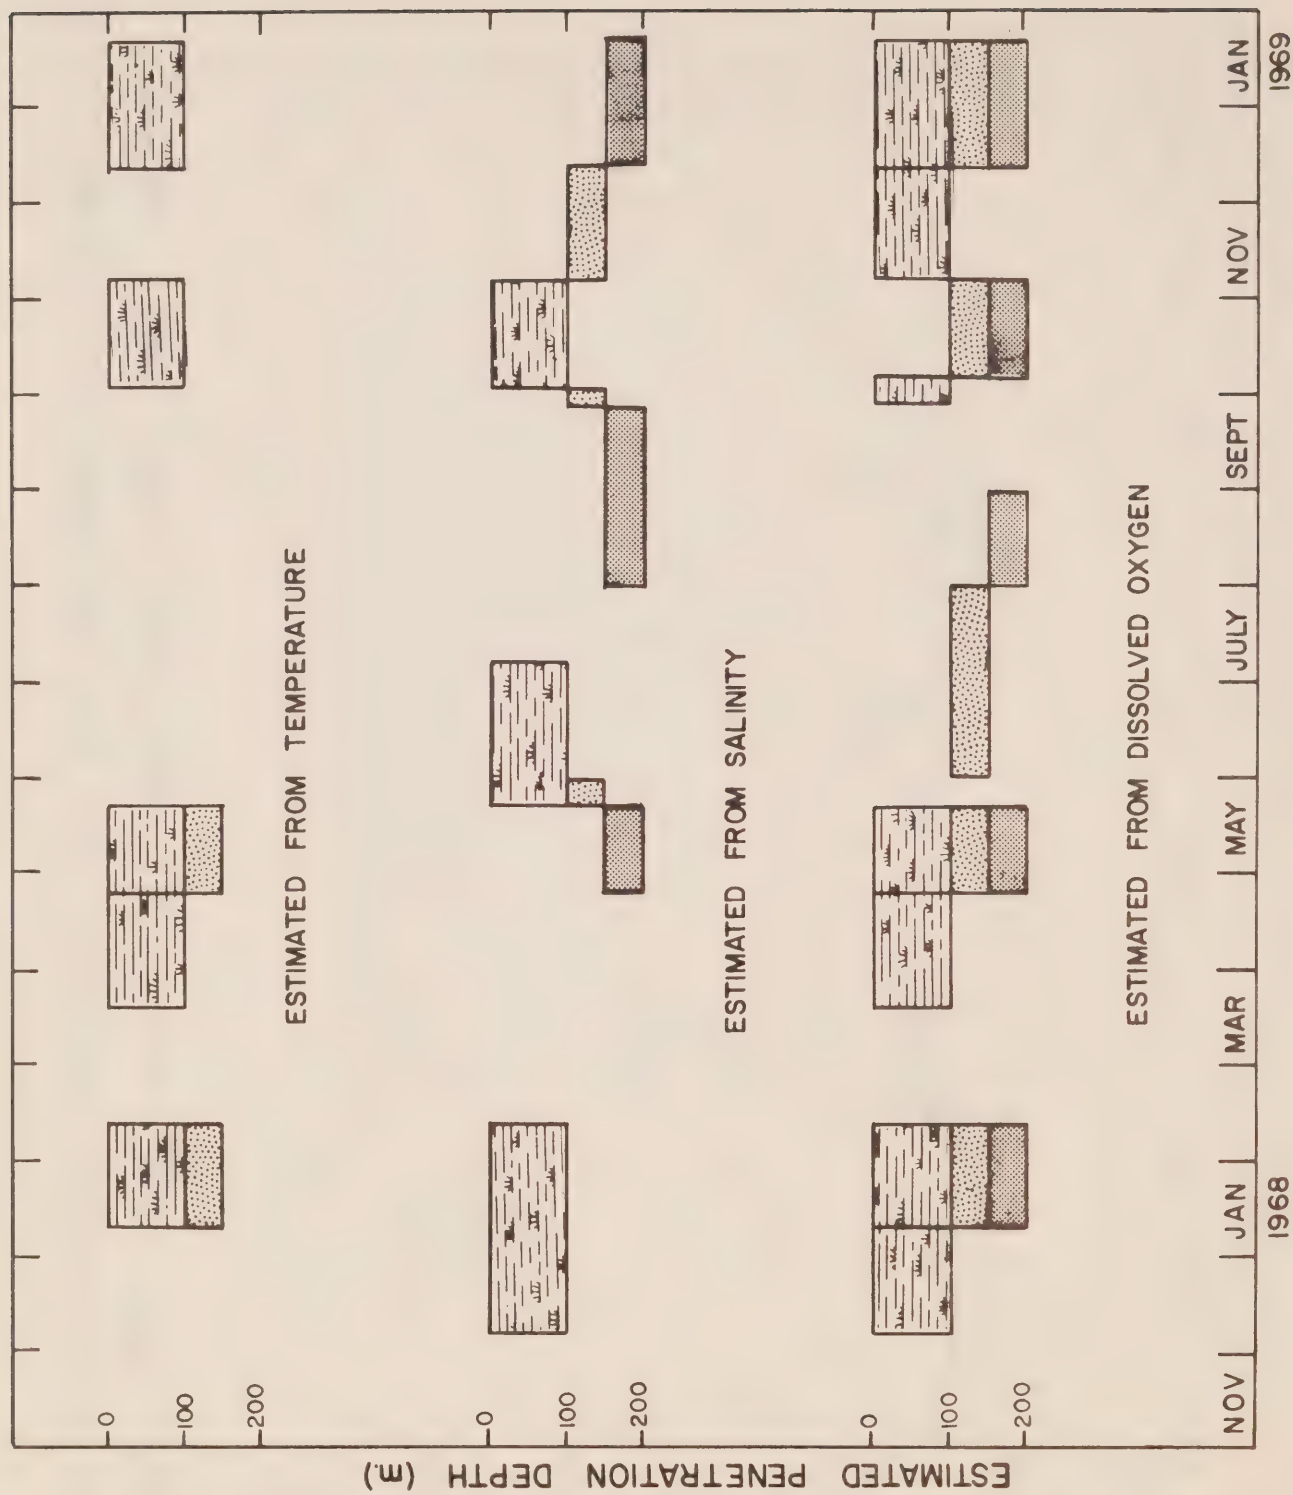 ESTIMATED PENETRATION DEPTH (m.)
0
100
200
ESTIMATED FROM TEMPERATURE
0
100
200
ESTIMATED FROM SALINITY
0
100
200
ESTIMATED FROM DISSOLVED OXYGEN
NOV JAN MAR MAY JULY SEPT NOV JAN
1968 1969